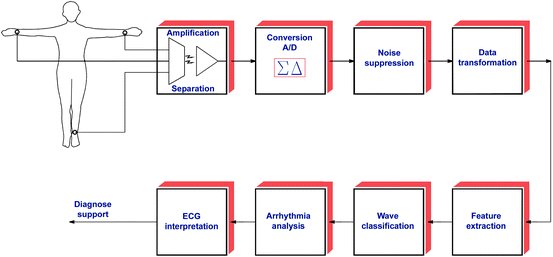 Amplification
Separation
Conversion
A/D
ΣΔ
Noise
suppression
Data
transformation
Feature
extraction
Wave
classification
Arrhythmia
analysis
ECG
interpretation
Diagnose
support